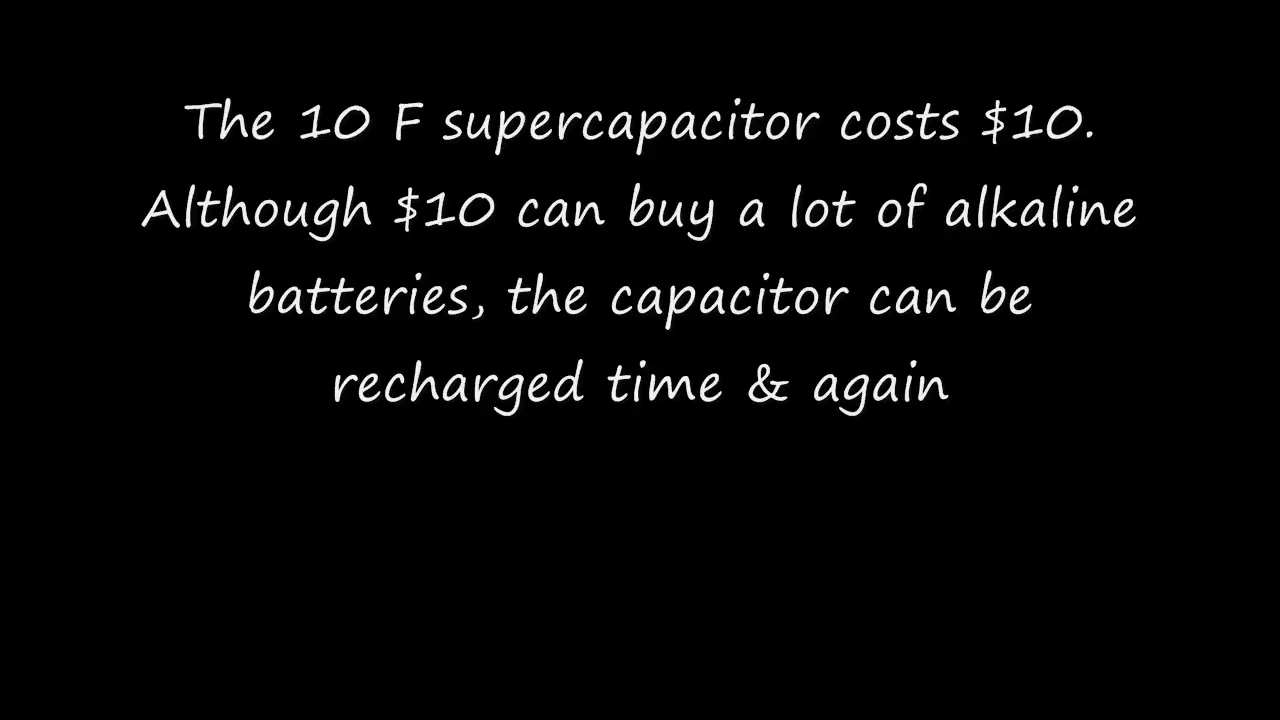 The 10 F supercapacitor costs $10.
Although $10 can buy a lot of alkaline
batteries, the capacitor can be
recharged time & again